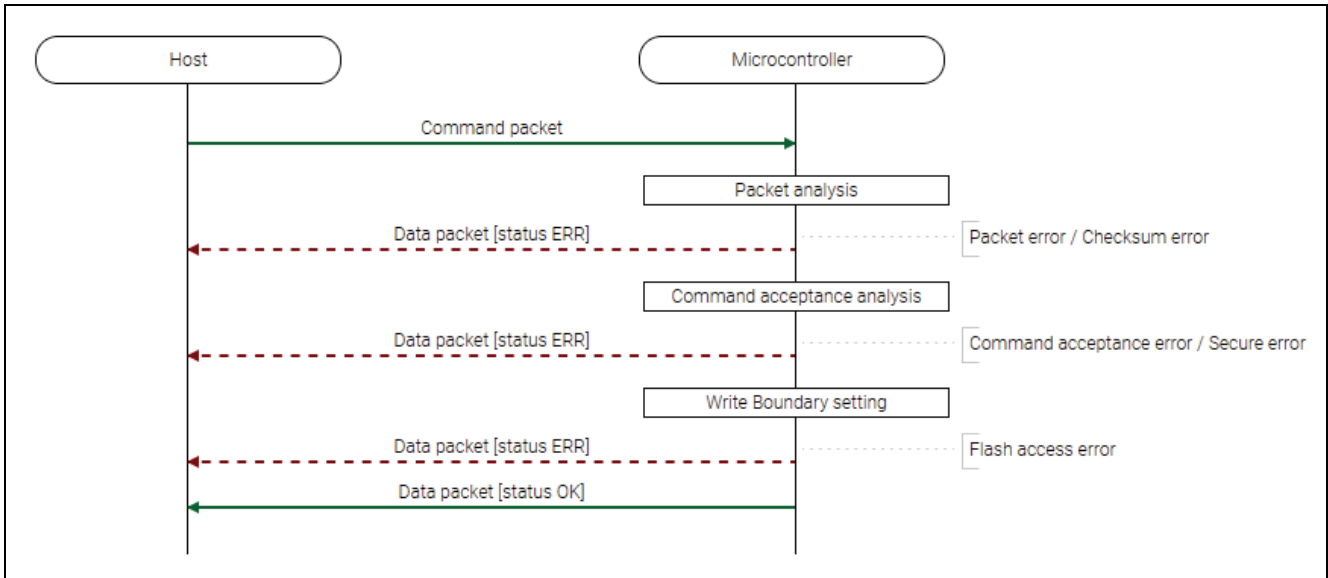 Host
Microcontroller
Command packet
Packet analysis
Data packet [status ERR]
Packet error / Checksum error
Command acceptance analysis
Data packet [status ERR]
Command acceptance error / Secure error
Write Boundary setting
Data packet [status ERR]
Flash access error
Data packet [status OK]